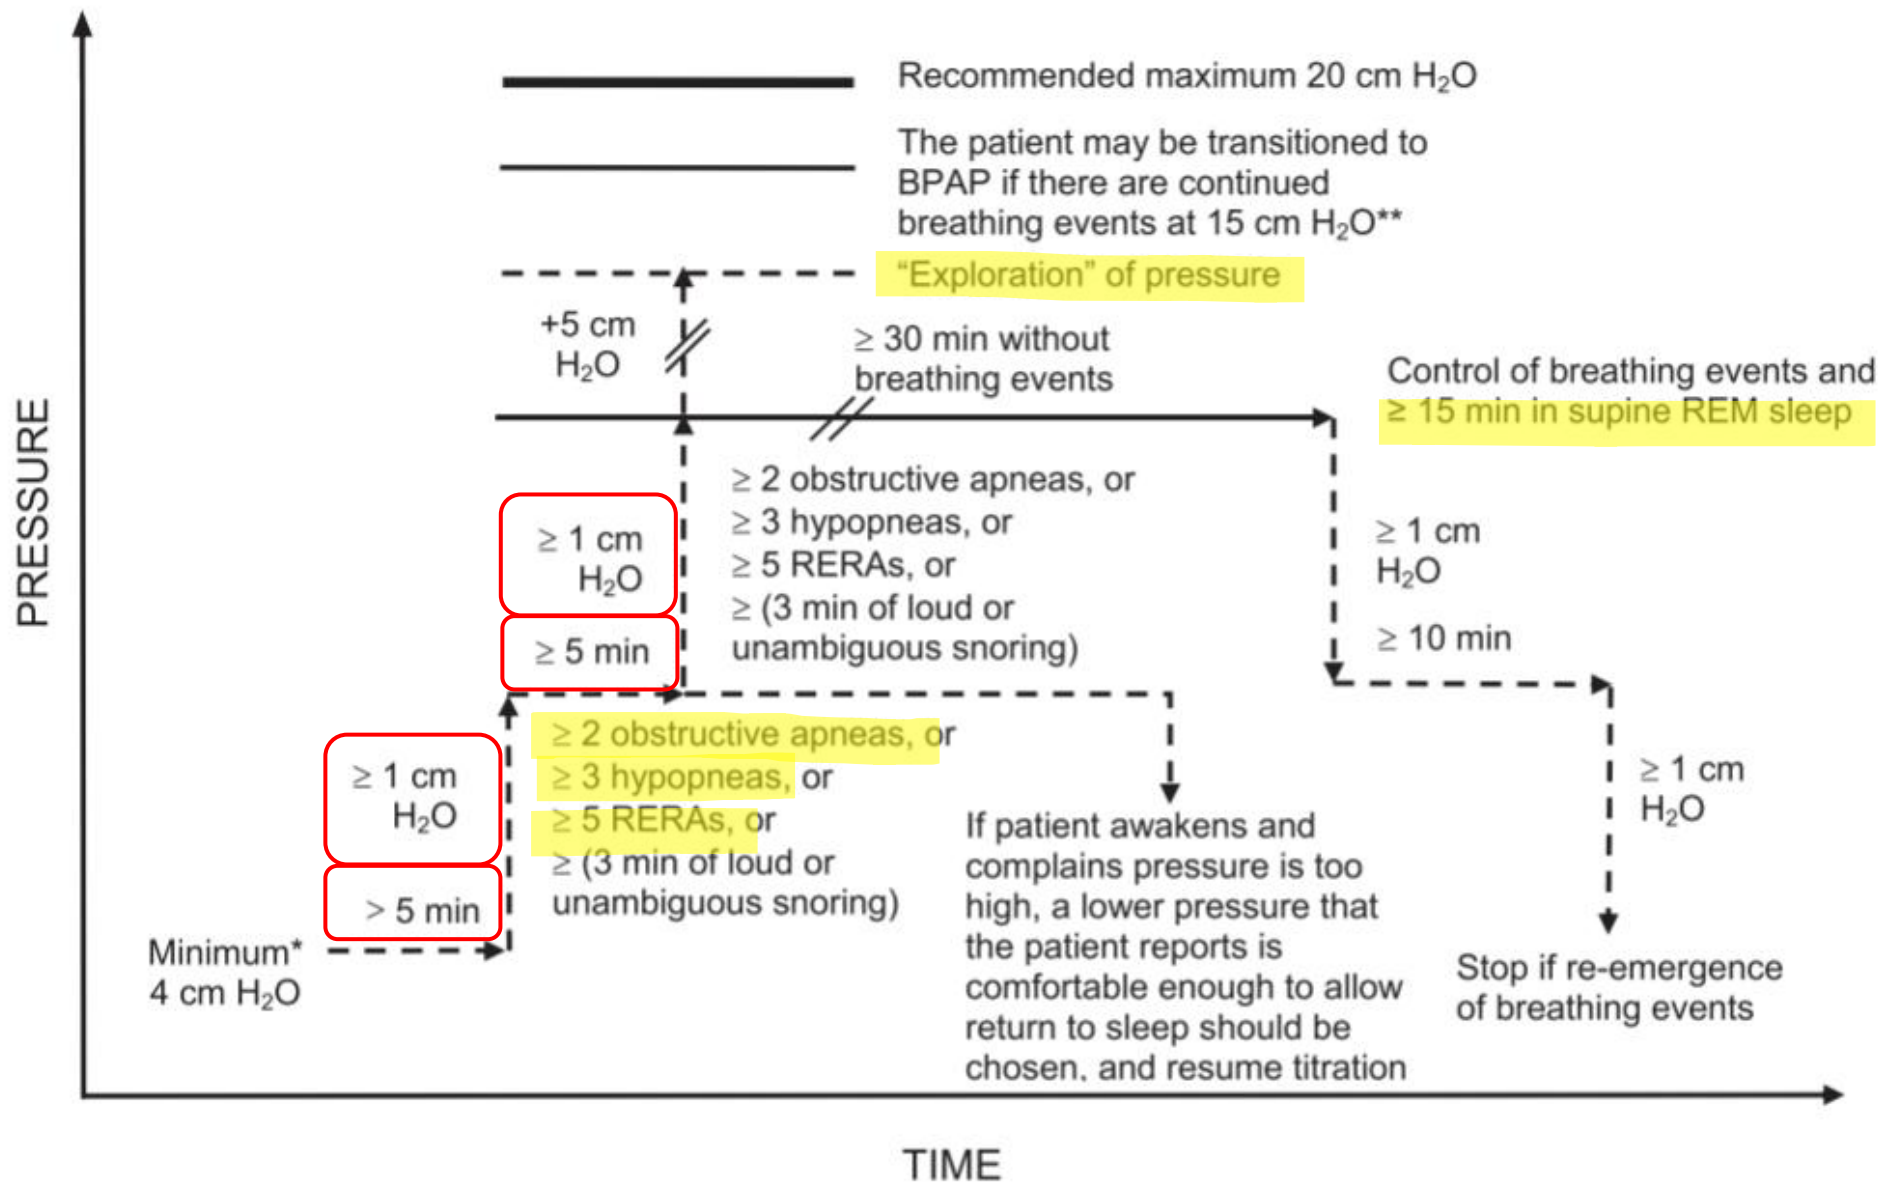 Recommended maximum 20 cm H₂O
The patient may be transitioned to
BPAP if there are continued
breathing events at 15 cm H₂O**
“Exploration” of pressure
+5 cm
H₂O
≥ 30 min without
breathing events
Control of breathing events and
≥ 15 min in supine REM sleep
PRESSURE
≥ 1 cm
H₂O
≥ 5 min
≥ 2 obstructive apneas, or
≥ 3 hypopneas, or
≥ 5 RERAs, or
≥ (3 min of loud or
unambiguous snoring)
≥ 1 cm
H₂O
≥ 10 min
≥ 1 cm
H₂O
> 5 min
≥ 2 obstructive apneas, or
≥ 3 hypopneas, or
≥ 5 RERAs, or
≥ (3 min of loud or
unambiguous snoring)
Minimum*
4 cm H₂O
If patient awakens and
complains pressure is too
high, a lower pressure that
the patient reports is
comfortable enough to allow
return to sleep should be
chosen, and resume titration
≥ 1 cm
H₂O
Stop if re-emergence
of breathing events
TIME